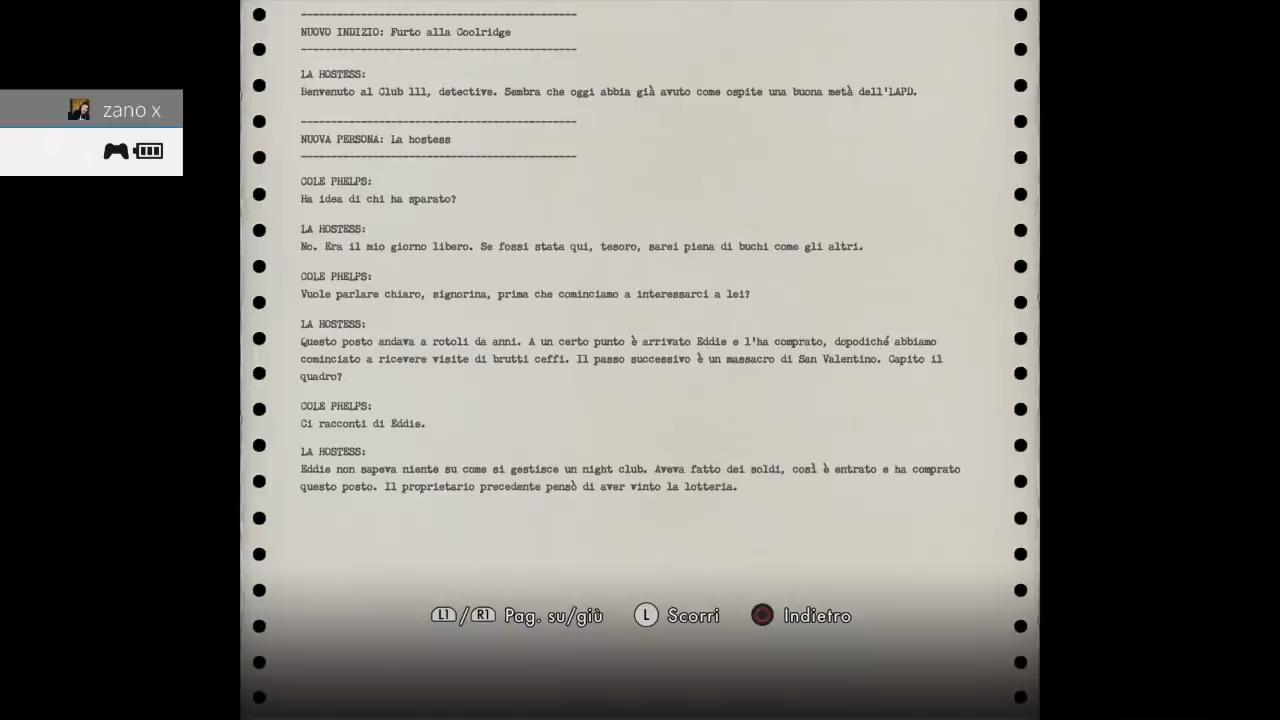 ----------------------------------------------
NUOVO INDIZIO: Furto alla Coolridge
----------------------------------------------
LA HOSTESS:
Benvenuto al Club 111, detective. Sembra che oggi abbia già avuto come ospite una buona metà dell'LAPD.
----------------------------------------------
NUOVA PERSONA: La hostess
----------------------------------------------
zano x
COLE PHELPS:
Ha idea di chi ha sparato?
LA HOSTESS:
No. Era il mio giorno libero. Se fossi stata qui, tesoro, sarei piena di buchi come gli altri.
COLE PHELPS:
Vuole parlare chiaro, signorina, prima che cominciamo a interessarci a lei?
LA HOSTESS:
Questo posto andava a rotoli da anni. A un certo punto è arrivato Eddie e l'ha comprato, dopodiché abbiamo
cominciato a ricevere visite di brutti ceffi. Il passo successivo è un massacro di San Valentino. Capito il
quadro?
COLE PHELPS:
Ci racconti di Eddie.
LA HOSTESS:
Eddie non sapeva niente su come si gestisce un night club. Aveva fatto dei soldi, così è entrato e ha comprato
questo posto. Il proprietario precedente pensò di aver vinto la lotteria.
L1 / R1 Pag. su/giù L Scorri Indietro